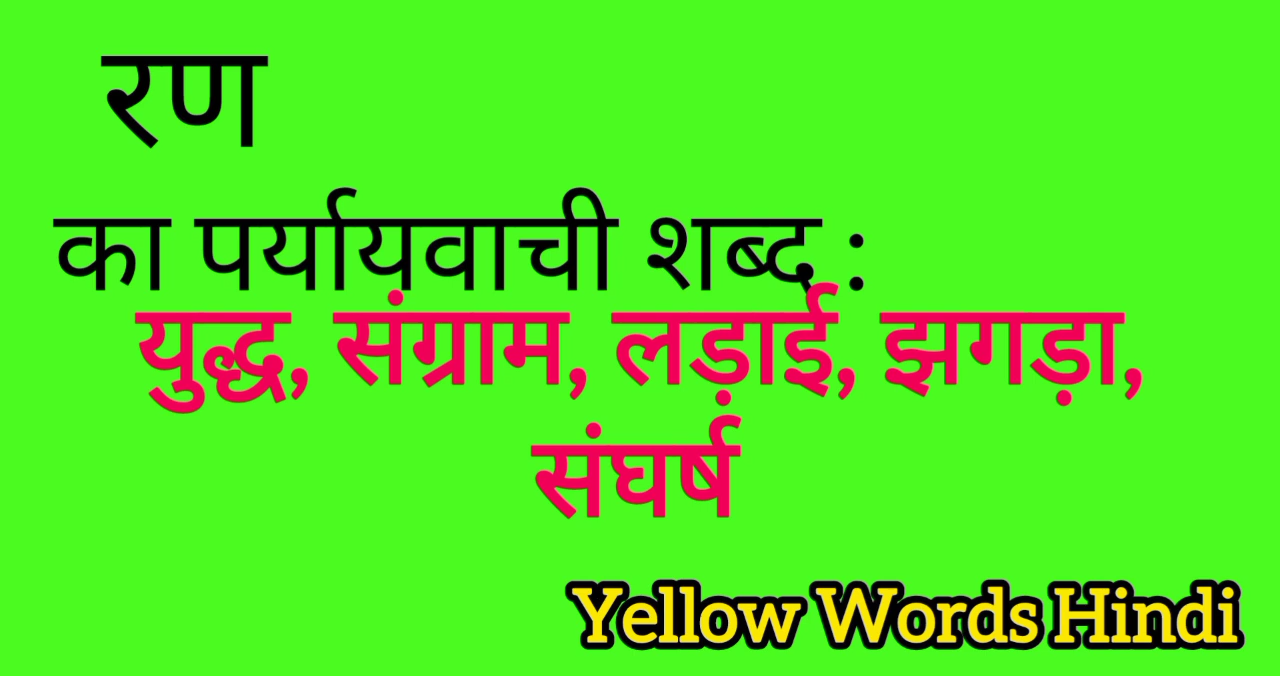 रण
का पर्यायवाची शब्द :
युद्ध, संग्राम, लड़ाई, झगड़ा,
संघर्ष
Yellow Words Hindi